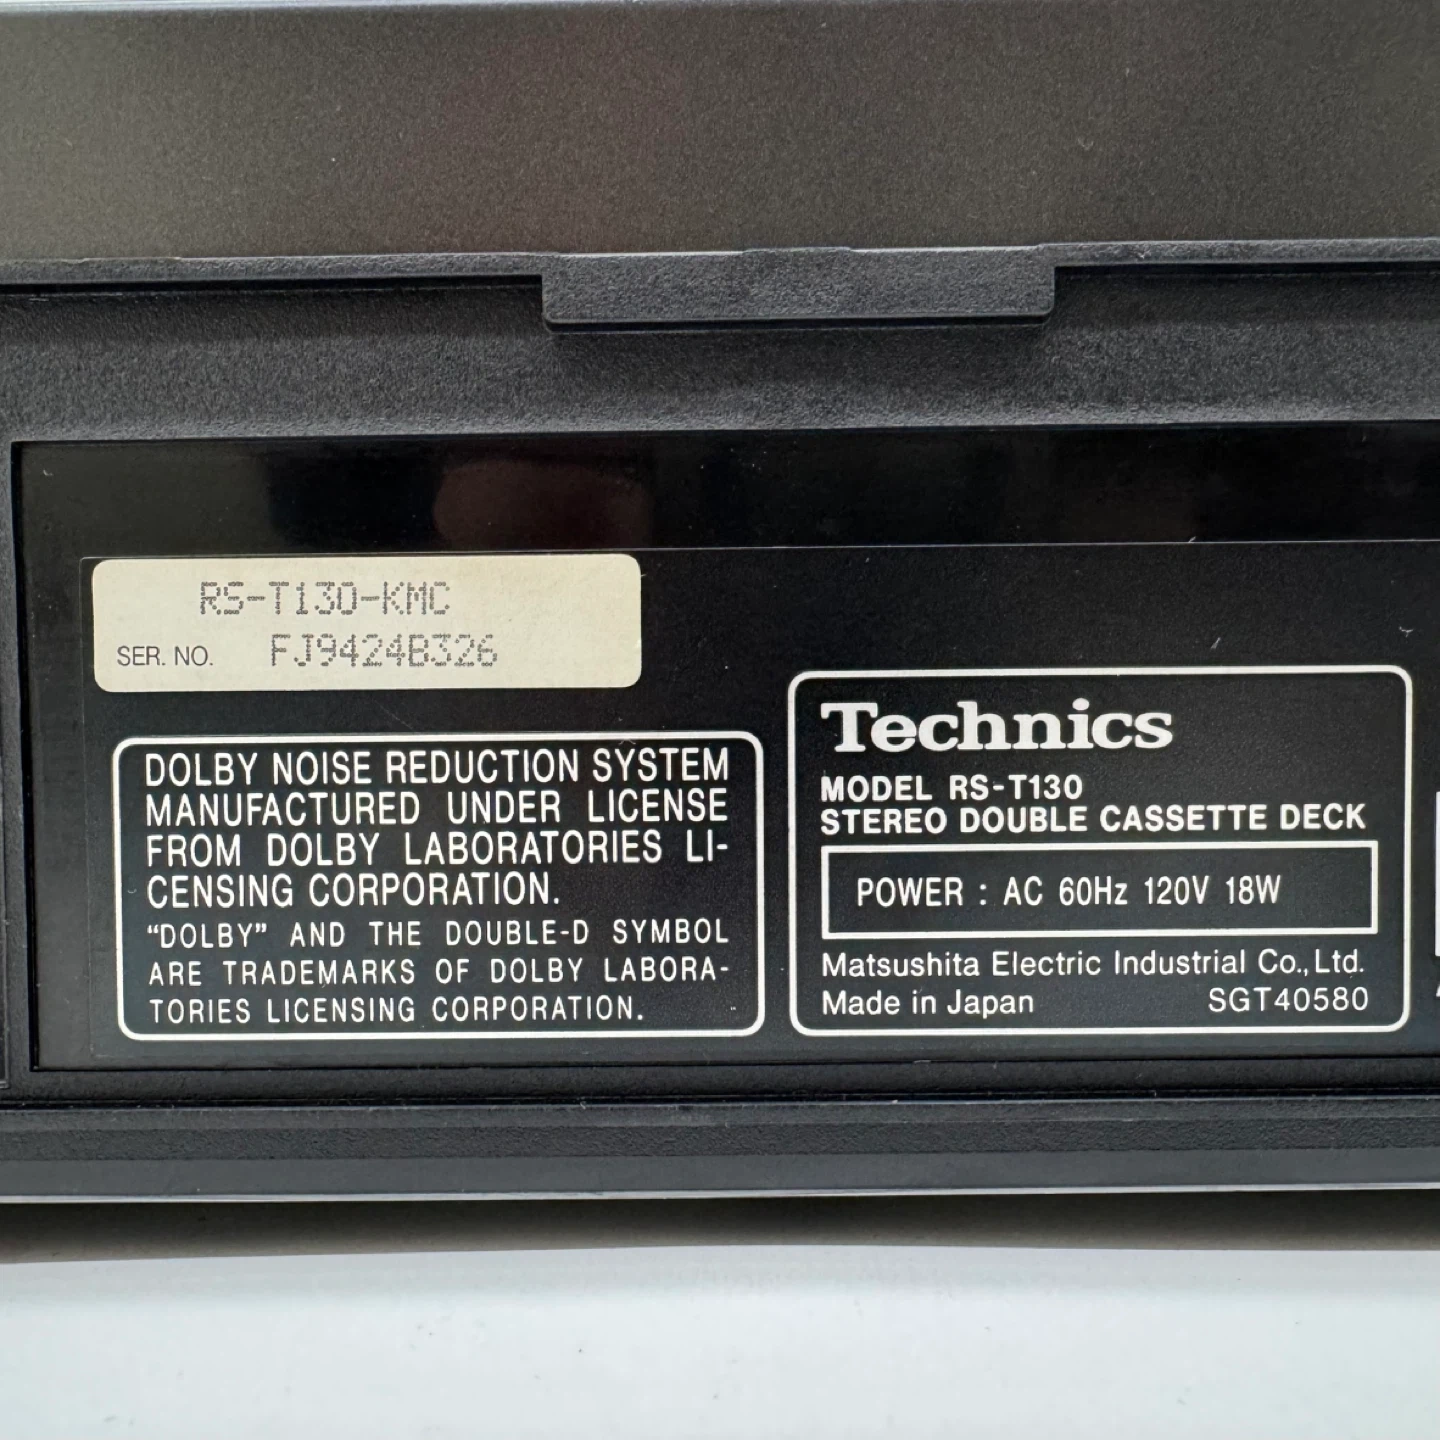 RS-T130-KMC
SER. NO. FJ9424B326
DOLBY NOISE REDUCTION SYSTEM
MANUFACTURED UNDER LICENSE
FROM DOLBY LABORATORIES LI-
CENSING CORPORATION.
“DOLBY” AND THE DOUBLE-D SYMBOL
ARE TRADEMARKS OF DOLBY LABORA-
TORIES LICENSING CORPORATION.
Technics
MODEL RS-T130
STEREO DOUBLE CASSETTE DECK
POWER : AC 60Hz 120V 18W
Matsushita Electric Industrial Co.,Ltd.
Made in Japan SGT40580